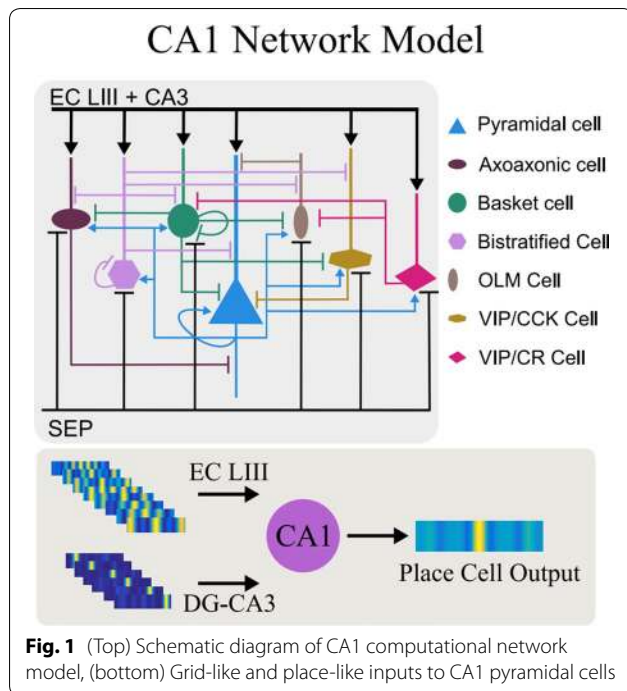 CA1 Network Model
EC LIII + CA3
Pyramidal cell
Axoaxonic cell
Basket cell
Bistratified Cell
OLM Cell
VIP/CCK Cell
VIP/CR Cell
SEP
EC LIII
CA1
DG-CA3
Place Cell Output
Fig. 1 (Top) Schematic diagram of CA1 computational network
model, (bottom) Grid-like and place-like inputs to CA1 pyramidal cells